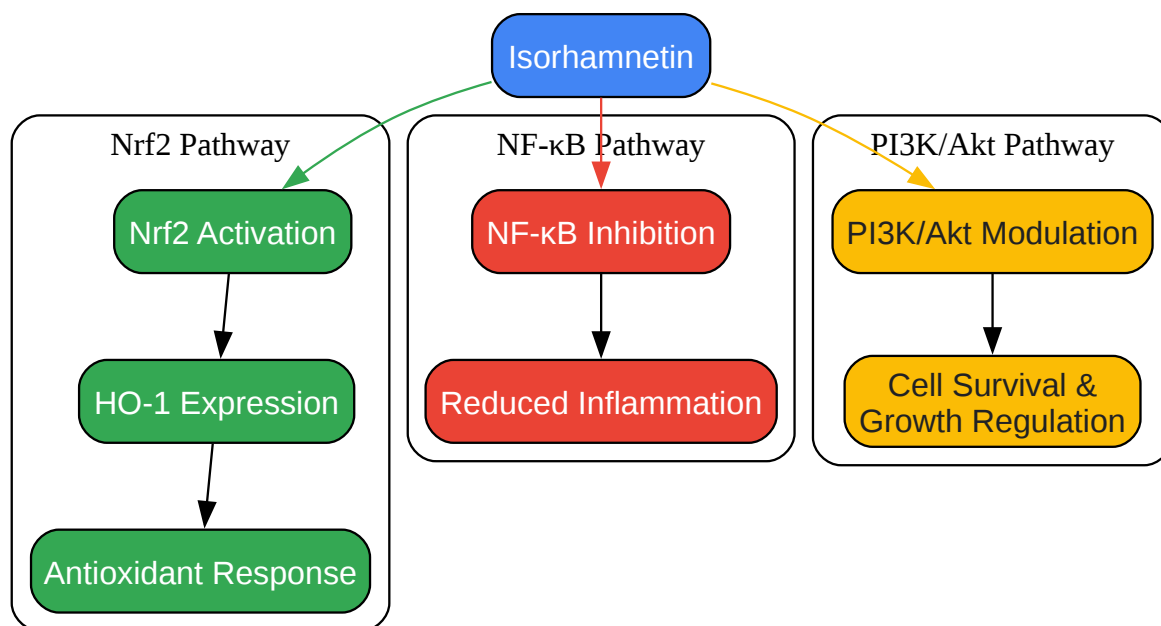 Isorhamnetin
Nrf2 Pathway
Nrf2 Activation
HO-1 Expression
Antioxidant Response
NF-κB Pathway
NF-κB Inhibition
Reduced Inflammation
PI3K/Akt Pathway
PI3K/Akt Modulation
Cell Survival &
Growth Regulation